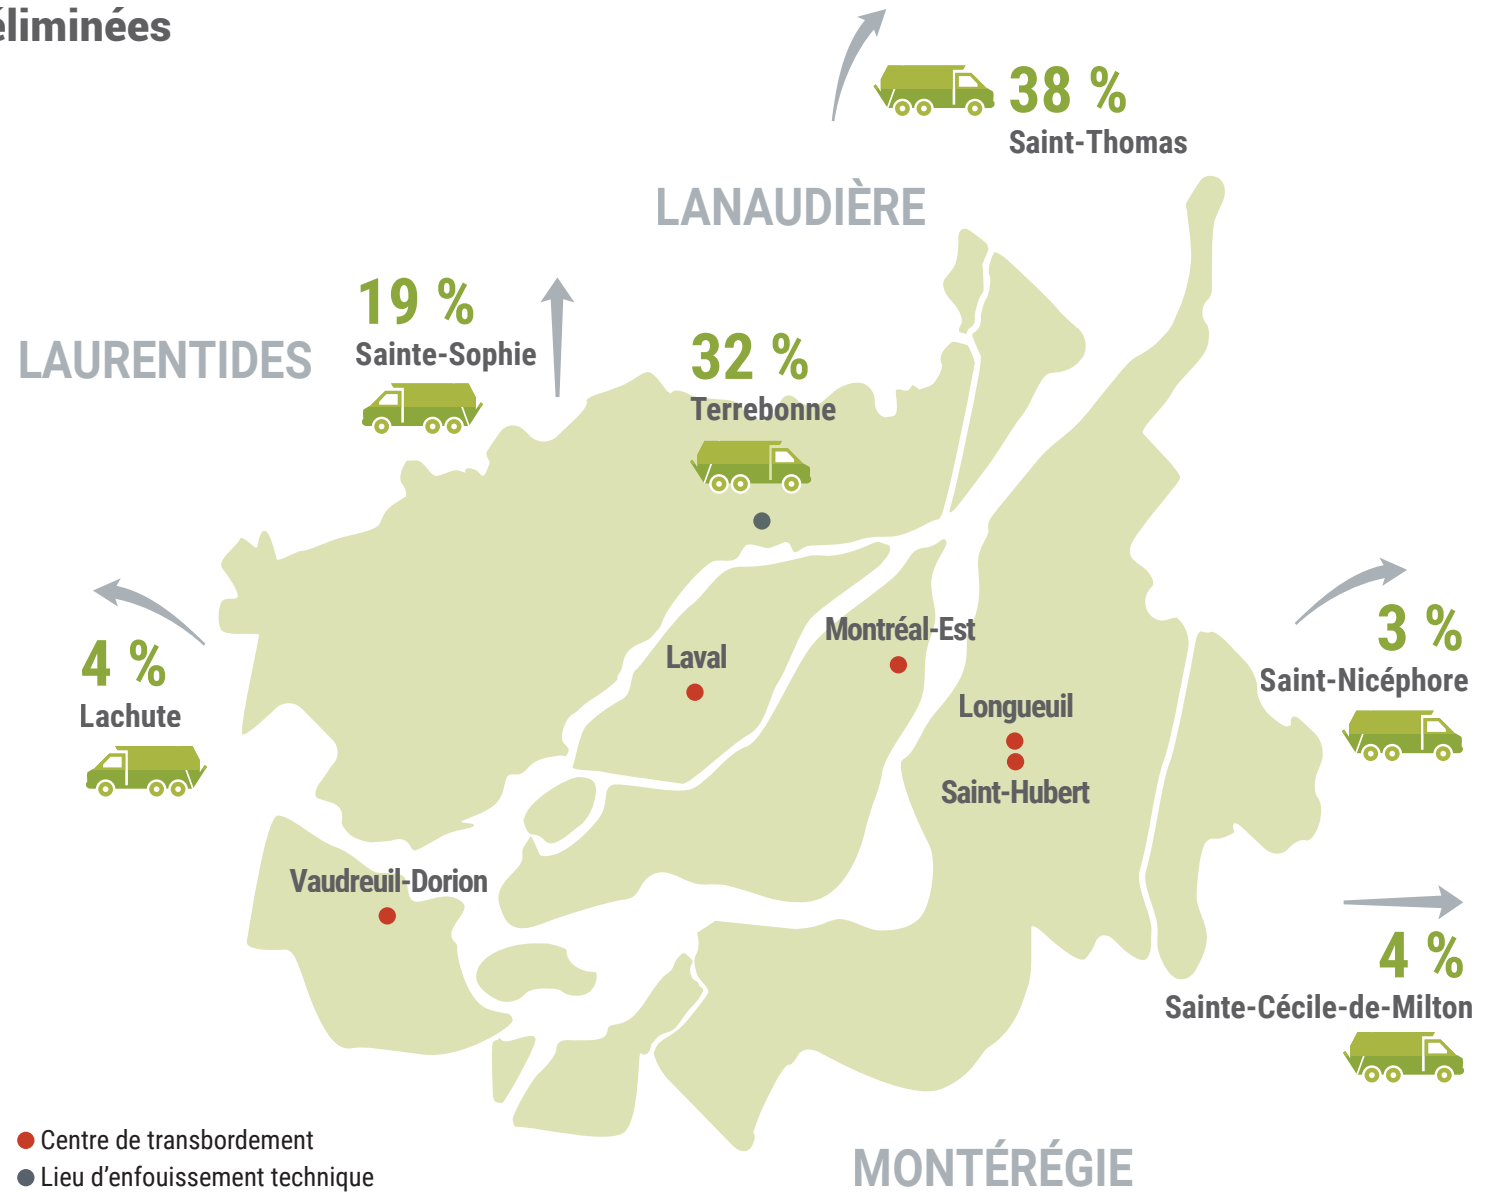 éliminées
38 %
Saint-Thomas
LANAUDIÈRE
19 %
Sainte-Sophie
LAURENTIDES
32 %
Terrebonne
4 %
Lachute
Laval
Montréal-Est
Longueuil
Saint-Hubert
3 %
Saint-Nicéphore
Vaudreuil-Dorion
4 %
Sainte-Cécile-de-Milton
Centre de transbordement
Lieu d’enfouissement technique
MONTÉRÉGIE